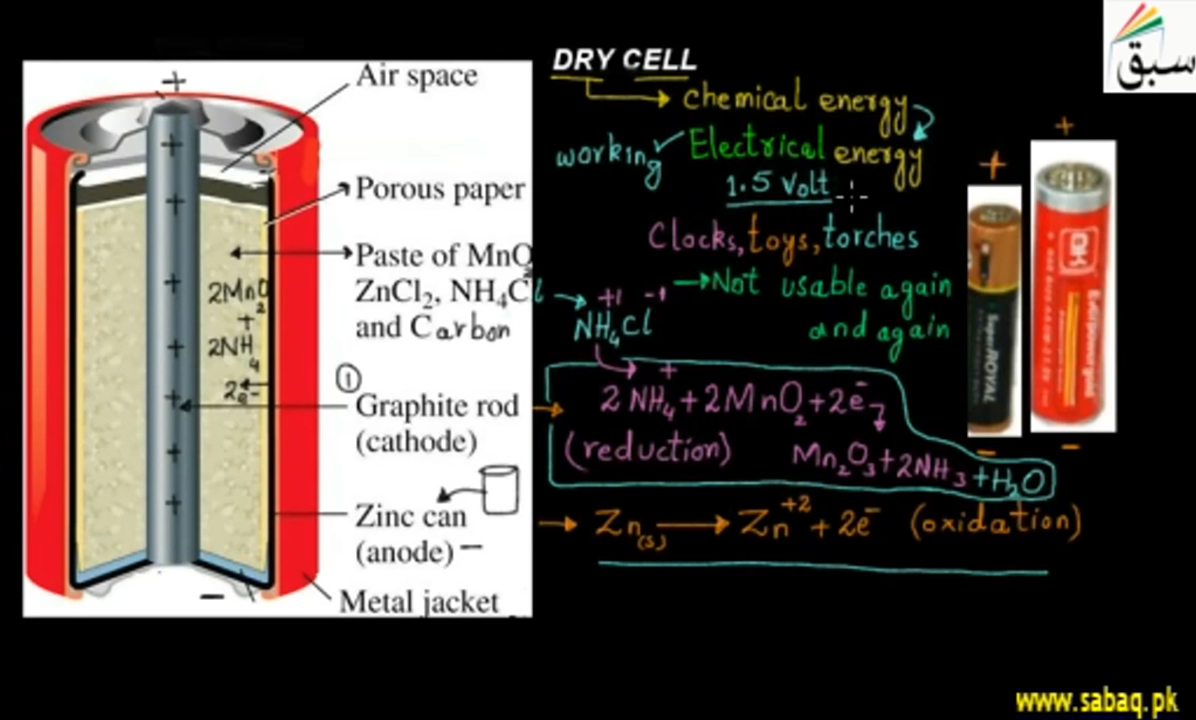 سبق
DRY CELL
chemical energy
working Electrical energy
1.5 Volt
Clocks, toys, torches
→Not usable again
and again
+
Air space
Porous paper
Paste of MnO2
ZnCl2, NH4Cl → NH4Cl
+1 -1
and Carbon
2MnO2
+
2NH4
2e-
①
Graphite rod
(cathode)
Zinc can
(anode) −
Metal jacket
−
2NH4+ + 2MnO2 + 2e-
(reduction) Mn2O3 + 2NH3 + H2O
→ Zn(s) → Zn+2 + 2e- (oxidation)
+ +
− −
SuperROYAL
www.sabaq.pk